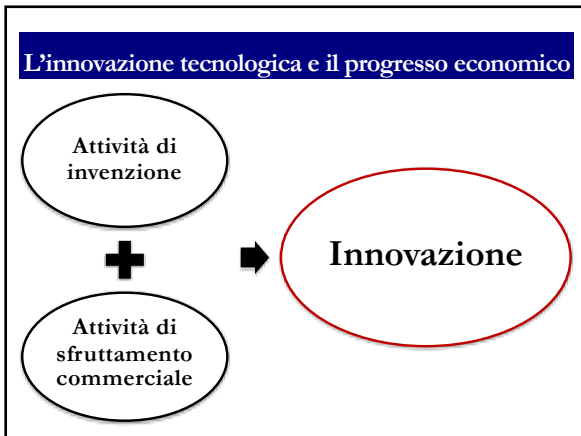 L'innovazione tecnologica e il progresso economico
Attività di
invenzione
Innovazione
Attività di
sfruttamento
commerciale